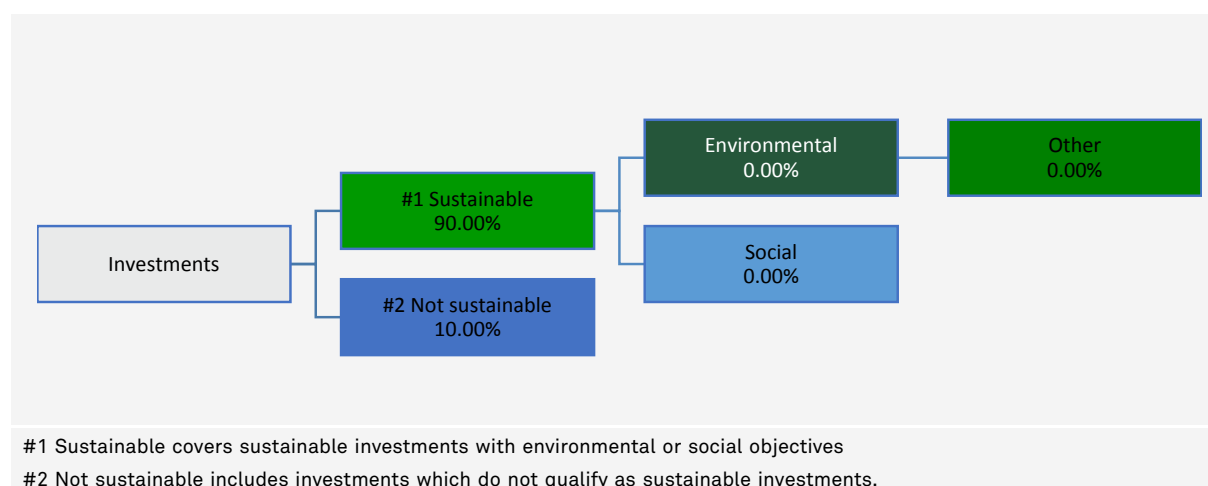 Investments
#1 Sustainable
90.00%
#2 Not sustainable
10.00%
Environmental
0.00%
Social
0.00%
Other
0.00%
#1 Sustainable covers sustainable investments with environmental or social objectives
#2 Not sustainable includes investments which do not qualify as sustainable investments.